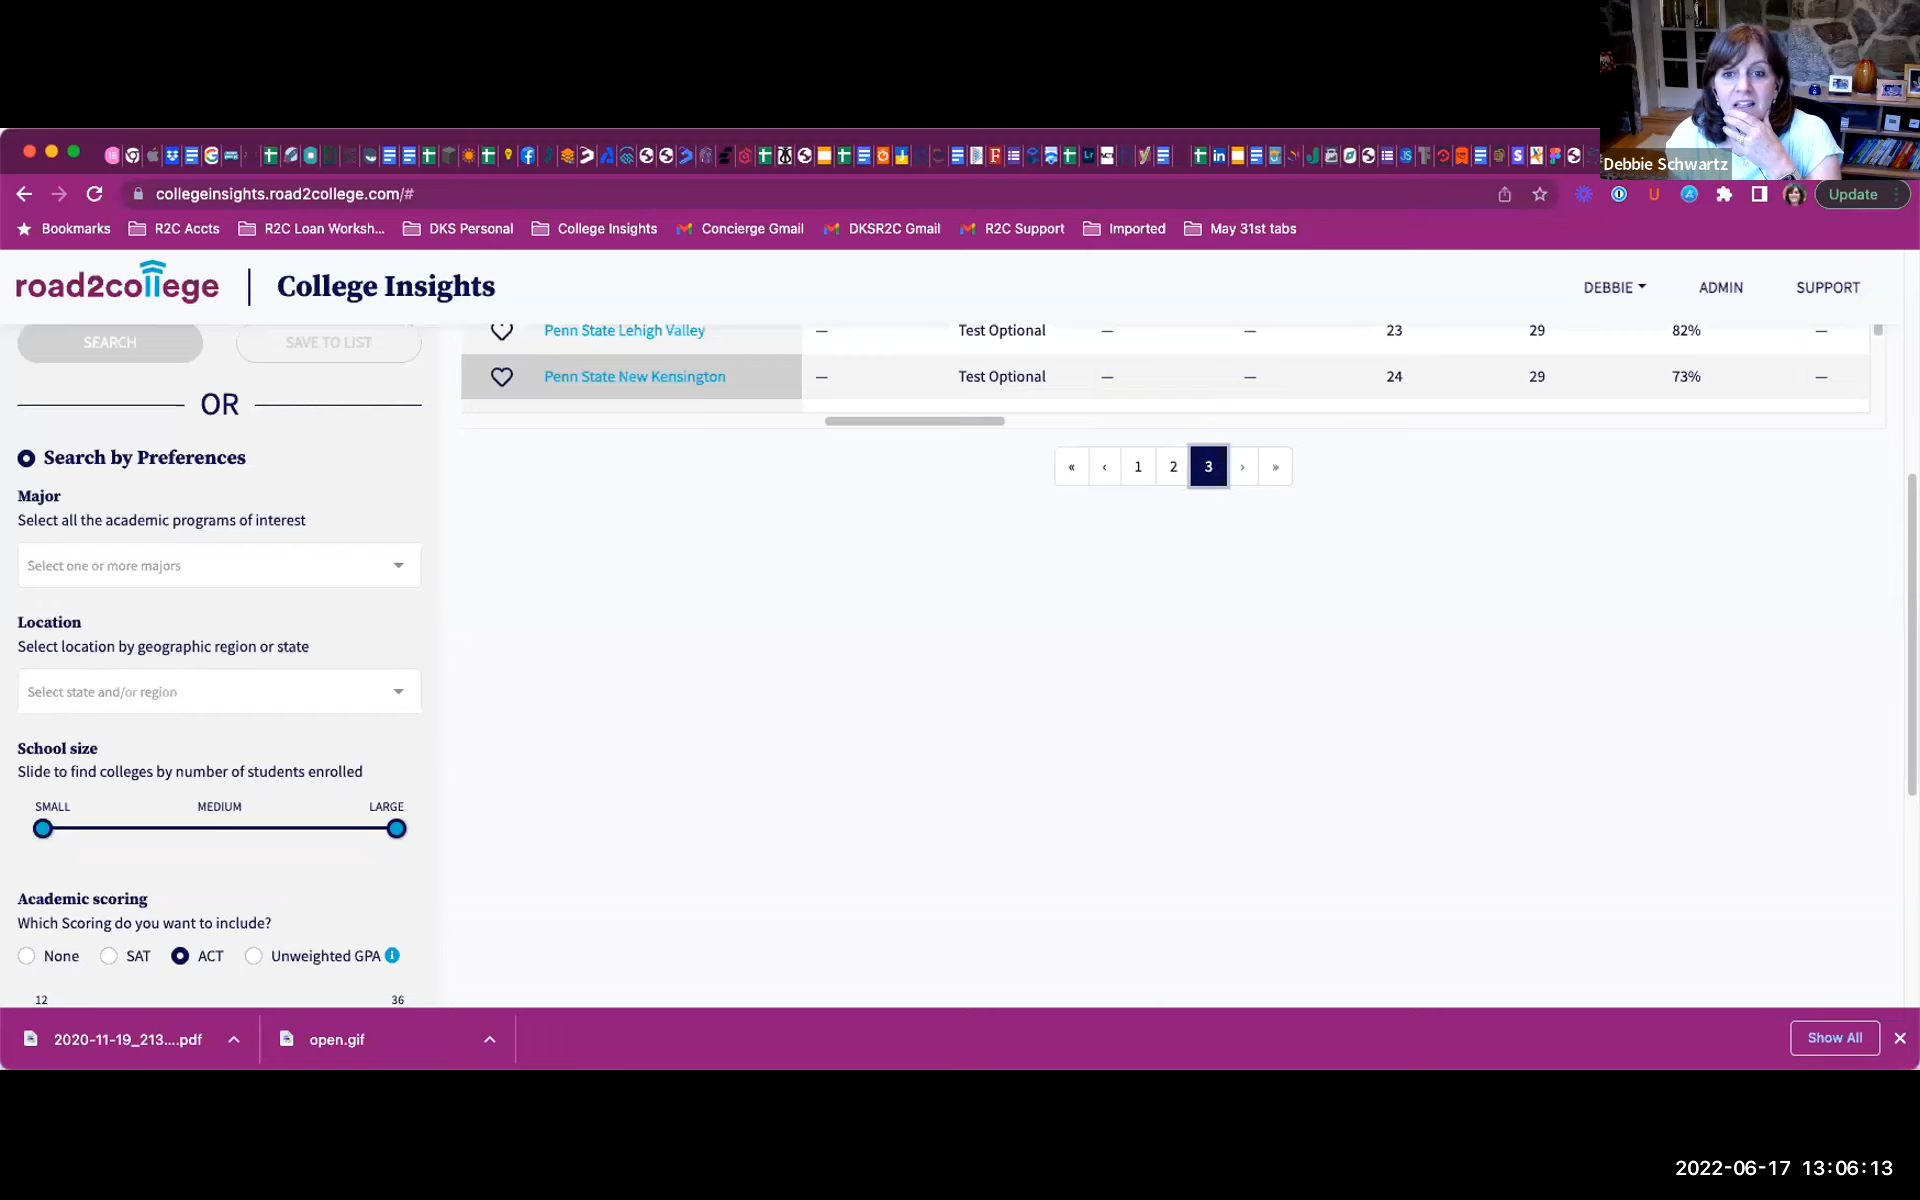 Debbie Schwartz
collegeinsights.road2college.com/#
Update
Bookmarks R2C Accts R2C Loan Worksh... DKS Personal College Insights Concierge Gmail DKSR2C Gmail R2C Support Imported May 31st tabs
road2college | College Insights DEBBIE ADMIN SUPPORT
SEARCH SAVE TO LIST
Penn State Lehigh Valley — Test Optional — — 23 29 82% —
Penn State New Kensington — Test Optional — — 24 29 73% —
OR
« ‹ 1 2 3 › »
Search by Preferences
Major
Select all the academic programs of interest
Select one or more majors
Location
Select location by geographic region or state
Select state and/or region
School size
Slide to find colleges by number of students enrolled
SMALL MEDIUM LARGE
Academic scoring
Which Scoring do you want to include?
None SAT ACT Unweighted GPA i
12 36
2020-11-19_213....pdf open.gif Show All
2022-06-17 13:06:13